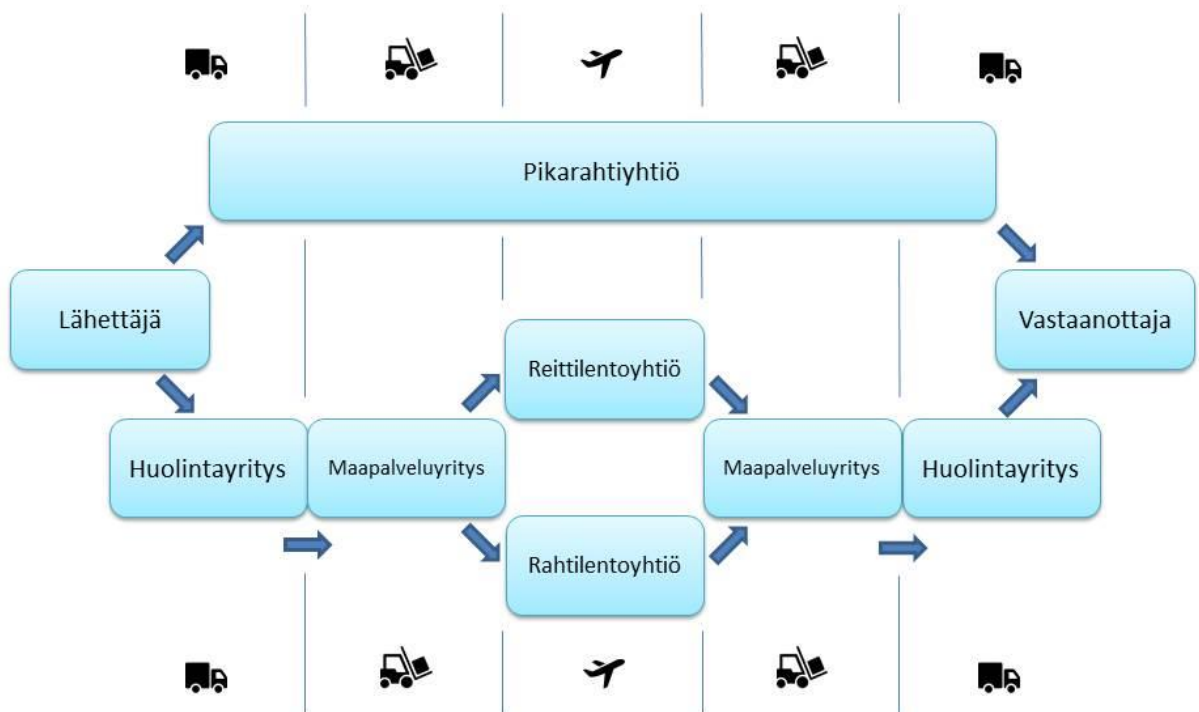 Pikarahtiyhtiö
Lähettäjä
Vastaanottaja
Reittilentoyhtiö
Huolintayritys
Maapalveluyritys
Maapalveluyritys
Huolintayritys
Rahtilentoyhtiö